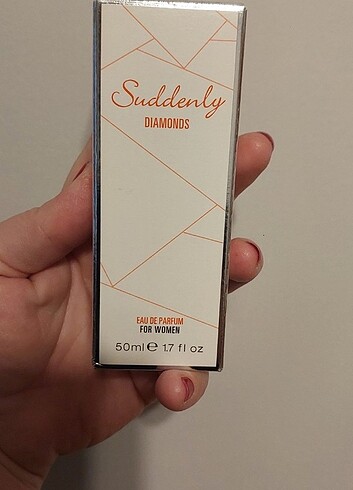 Suddenly
DIAMONDS
EAU DE PARFUM
FOR WOMEN
50ml ℮ 1.7 fl oz